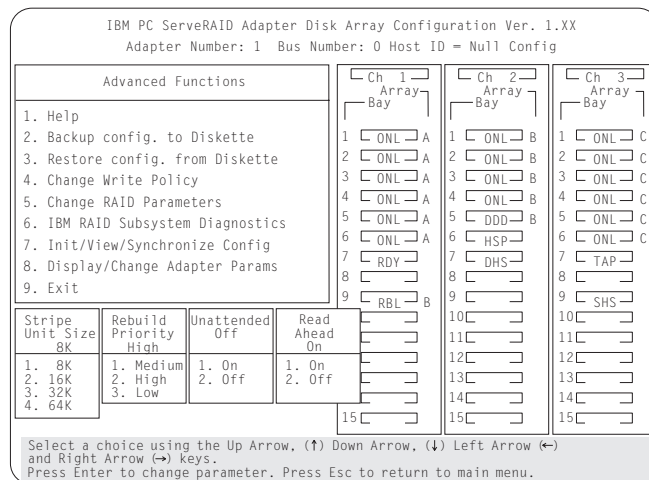 IBM PC ServeRAID Adapter Disk Array Configuration Ver. 1.XX
Adapter Number: 1 Bus Number: 0 Host ID = Null Config
Advanced Functions
1. Help
2. Backup config. to Diskette
3. Restore config. from Diskette
4. Change Write Policy
5. Change RAID Parameters
6. IBM RAID Subsystem Diagnostics
7. Init/View/Synchronize Config
8. Display/Change Adapter Params
9. Exit
Stripe
Unit Size
8K
1. 8K
2. 16K
3. 32K
4. 64K
Rebuild
Priority
High
1. Medium
2. High
3. Low
Unattended
Off
1. On
2. Off
Read
Ahead
On
1. On
2. Off
Ch 1
Array
Bay
1 ONL A
2 ONL A
3 ONL A
4 ONL A
5 ONL A
6 ONL A
7 RDY
8
9 RBL B
15
Ch 2
Array
Bay
1 ONL B
2 ONL B
3 ONL B
4 ONL B
5 DDD B
6 HSP
7 DHS
8
9
10
11
12
13
14
15
Ch 3
Array
Bay
1 ONL C
2 ONL C
3 ONL C
4 ONL C
5 ONL C
6 ONL C
7 TAP
8
9 SHS
10
11
12
13
14
15
Select a choice using the Up Arrow, (↑) Down Arrow, (↓) Left Arrow (←)
and Right Arrow (→) keys.
Press Enter to change parameter. Press Esc to return to main menu.